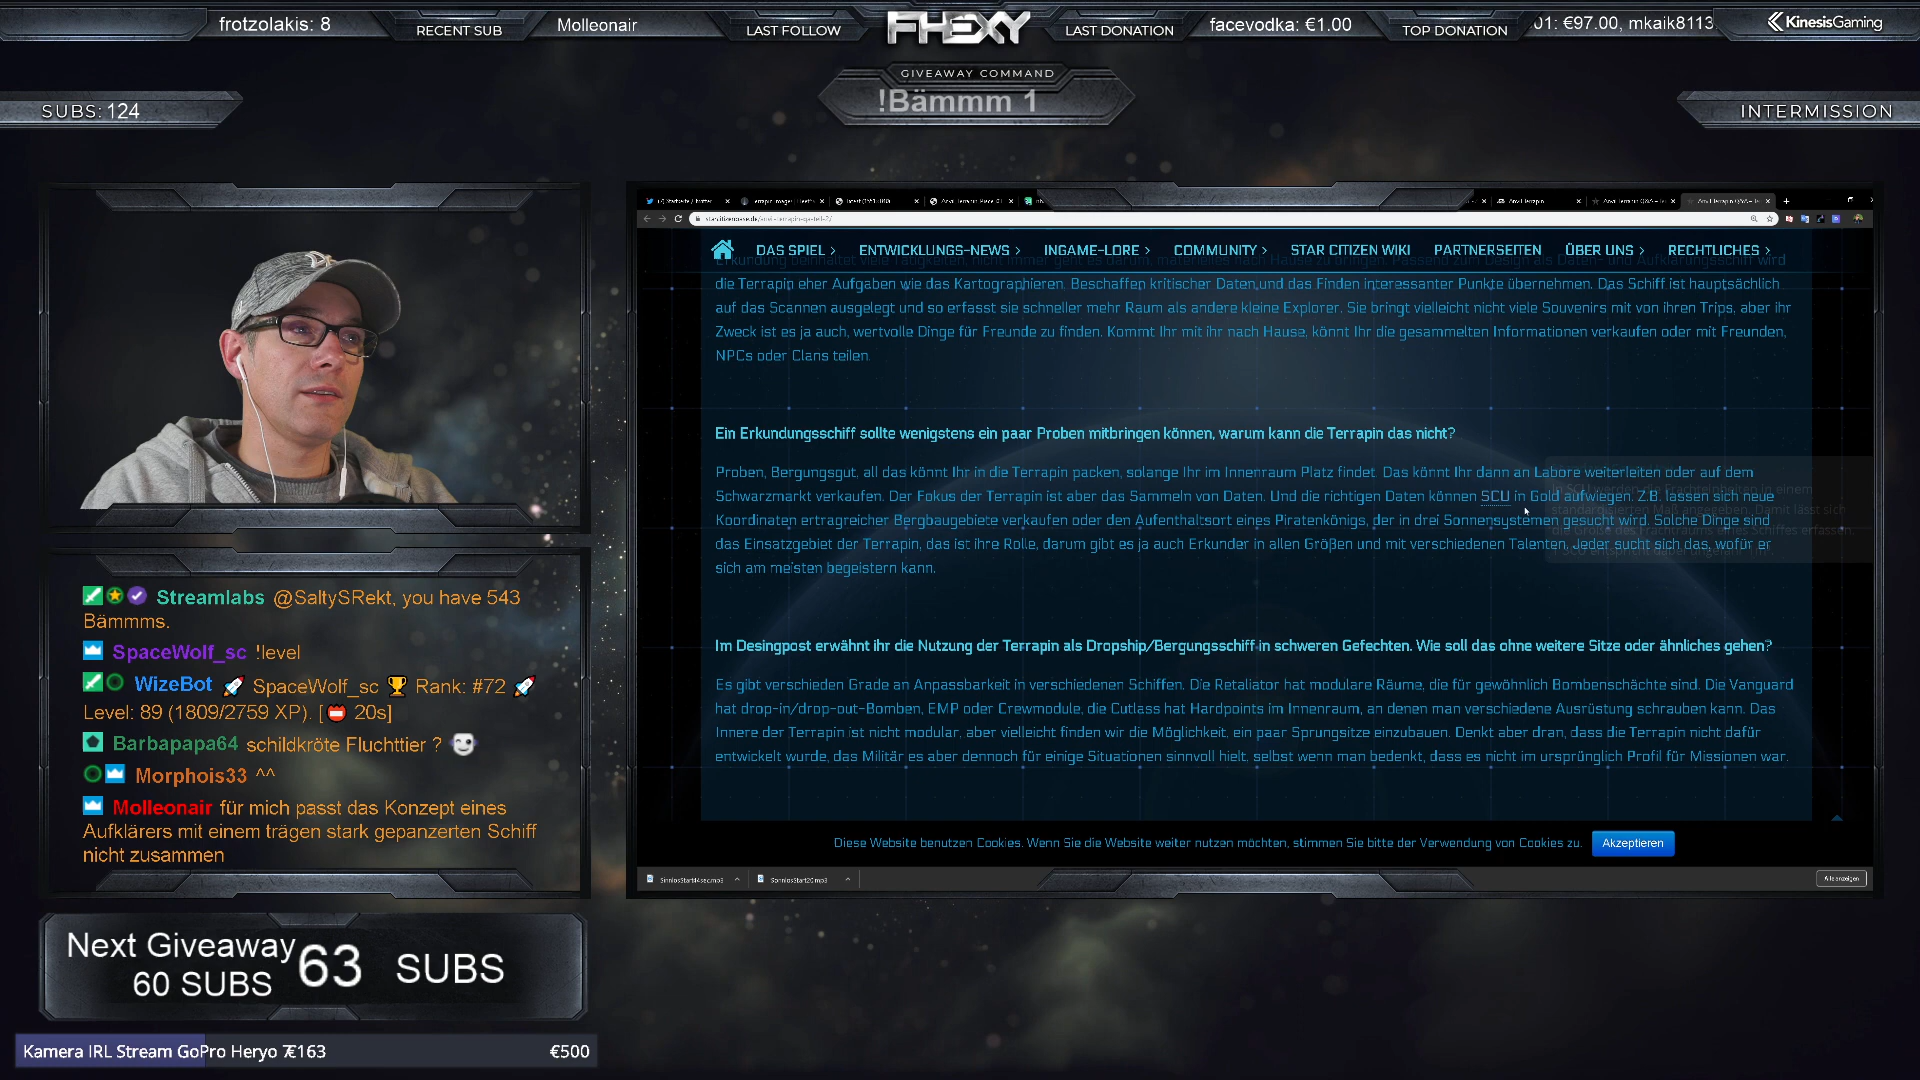 frotzolakis: 8
RECENT SUB
Molleonair
LAST FOLLOW
FHEXY
LAST DONATION
facevodka: €1.00
TOP DONATION
01: €97.00, mkaik8113
KinesisGaming
GIVEAWAY COMMAND
!Bämmm 1
SUBS: 124
INTERMISSION
DAS SPIEL > ENTWICKLUNGS-NEWS > INGAME-LORE > COMMUNITY > STAR CITIZEN WIKI PARTNERSEITEN ÜBER UNS > RECHTLICHES >
die Terrapin eher Aufgaben wie das Kartographieren. Beschaffen kritischer Daten und das Finden interessanter Punkte übernehmen. Das Schiff ist hauptsächlich
auf das Scannen ausgelegt und so erfasst sie schneller mehr Raum als andere kleine Explorer. Sie bringt vielleicht nicht viele Souvenirs mit von ihren Trips, aber ihr
Zweck ist es ja auch, wertvolle Dinge für Freunde zu finden. Kommt Ihr mit ihr nach Hause, könnt Ihr die gesammelten Informationen verkaufen oder mit Freunden,
NPCs oder Clans teilen.
Ein Erkundungsschiff sollte wenigstens ein paar Proben mitbringen können, warum kann die Terrapin das nicht?
Proben, Bergungsgut, all das könnt Ihr in die Terrapin packen, solange Ihr im Innenraum Platz findet. Das könnt Ihr dann an Labore weiterleiten oder auf dem
Schwarzmarkt verkaufen. Der Fokus der Terrapin ist aber das Sammeln von Daten. Und die richtigen Daten können SCU in Gold aufwiegen. Z.B. lassen sich neue
Koordinaten ertragreicher Bergbaugebiete verkaufen oder den Aufenthaltsort eines Piratenkönigs, der in drei Sonnensystemen gesucht wird. Solche Dinge sind
das Einsatzgebiet der Terrapin, das ist ihre Rolle, darum gibt es ja auch Erkunder in allen Größen und mit verschiedenen Talenten. Jeder sucht sich das, wofür er
sich am meisten begeistern kann.
Im Desingpost erwähnt ihr die Nutzung der Terrapin als Dropship/Bergungsschiff in schweren Gefechten. Wie soll das ohne weitere Sitze oder ähnliches gehen?
Es gibt verschieden Grade an Anpassbarkeit in verschiedenen Schiffen. Die Retaliator hat modulare Räume, die für gewöhnlich Bombenschächte sind. Die Vanguard
hat drop-in/drop-out-Bomben, EMP oder Crewmodule, die Cutlass hat Hardpoints im Innenraum, an denen man verschiedene Ausrüstung schrauben kann. Das
Innere der Terrapin ist nicht modular, aber vielleicht finden wir die Möglichkeit, ein paar Sprungsitze einzubauen. Denkt aber dran, dass die Terrapin nicht dafür
entwickelt wurde, das Militär es aber dennoch für einige Situationen sinnvoll hielt, selbst wenn man bedenkt, dass es nicht im ursprünglich Profil für Missionen war.
Diese Website benutzen Cookies. Wenn Sie die Website weiter nutzen möchten, stimmen Sie bitte der Verwendung von Cookies zu. Akzeptieren
SinnlosStart14sec.mp3
SonnlosStart20.mp3
Alle anzeigen
Streamlabs @SaltySRekt, you have 543
Bämmms.
SpaceWolf_sc !level
WizeBot SpaceWolf_sc Rank: #72
Level: 89 (1809/2759 XP). [ 20s]
Barbapapa64 schildkröte Fluchttier ?
Morphois33 ^^
Molleonair für mich passt das Konzept eines
Aufklärers mit einem trägen stark gepanzerten Schiff
nicht zusammen
Next Giveaway
60 SUBS
63 SUBS
Kamera IRL Stream GoPro Heryo 7 €163
€500